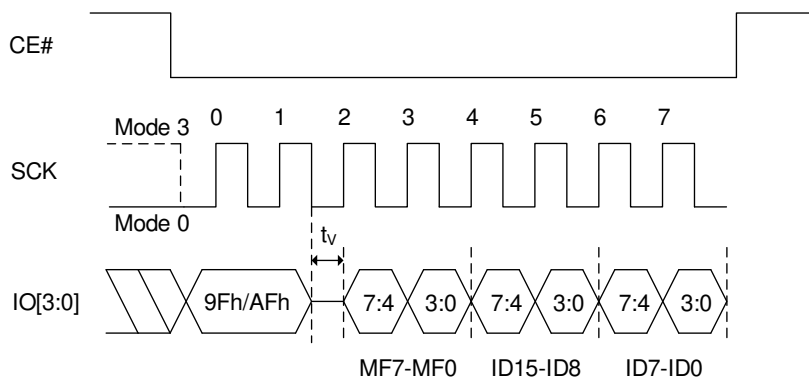 CE#
Mode 3 0 1 2 3 4 5 6 7
SCK
Mode 0
tV
IO[3:0] 9Fh/AFh 7:4 3:0 7:4 3:0 7:4 3:0
MF7-MF0 ID15-ID8 ID7-ID0